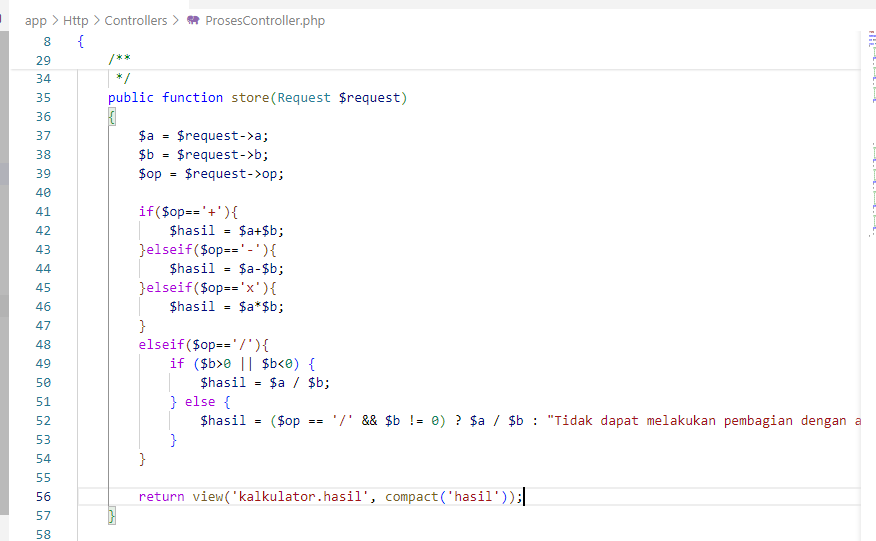 app > Http > Controllers > ProsesController.php
8 {
29 /**
34 */
35 public function store(Request $request)
36 {
37 $a = $request->a;
38 $b = $request->b;
39 $op = $request->op;
40
41 if($op=='+'){
42 $hasil = $a+$b;
43 }elseif($op=='-'){
44 $hasil = $a-$b;
45 }elseif($op=='x'){
46 $hasil = $a*$b;
47 }
48 elseif($op=='/'){
49 if ($b>0 || $b<0) {
50 $hasil = $a / $b;
51 } else {
52 $hasil = ($op == '/' && $b != 0) ? $a / $b : "Tidak dapat melakukan pembagian dengan a
53 }
54 }
55
56 return view('kalkulator.hasil', compact('hasil'));
57 }
58